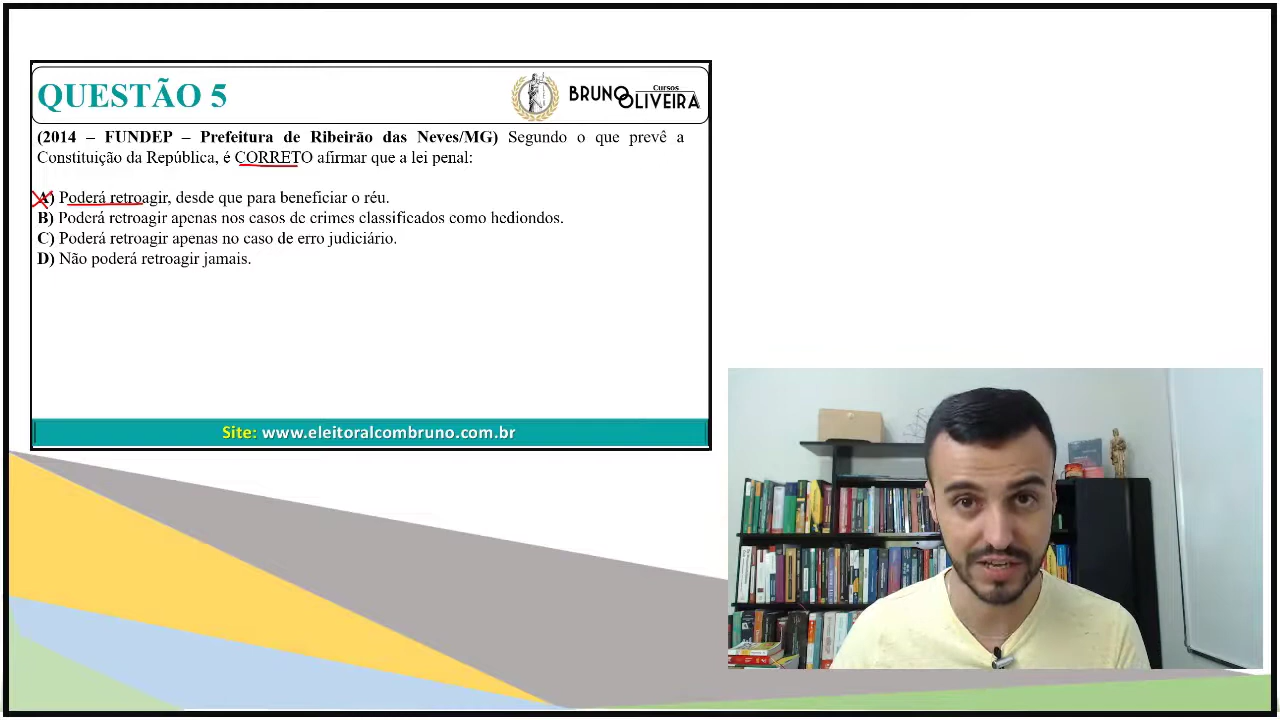 QUESTÃO 5
BRUNO Cursos
OLIVEIRA
(2014 – FUNDEP – Prefeitura de Ribeirão das Neves/MG) Segundo o que prevê a
Constituição da República, é CORRETO afirmar que a lei penal:
A) Poderá retroagir, desde que para beneficiar o réu.
B) Poderá retroagir apenas nos casos de crimes classificados como hediondos.
C) Poderá retroagir apenas no caso de erro judiciário.
D) Não poderá retroagir jamais.
Site: www.eleitoralcombruno.com.br